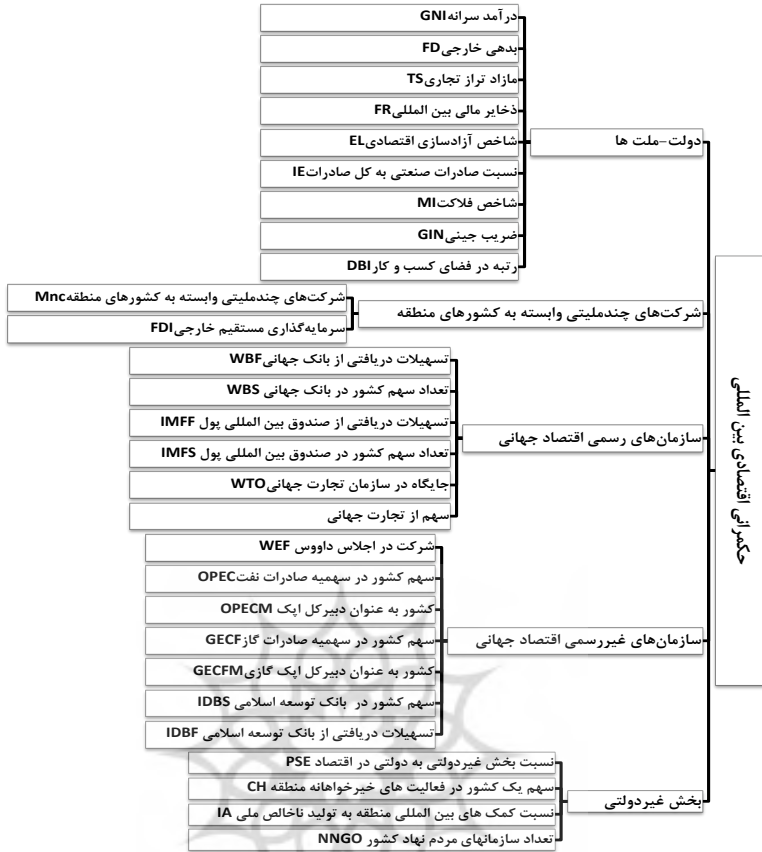 حکمرانی اقتصادی بین المللی
دولت-ملت ها
درآمد سرانهGNI
بدهی خارجیFD
مازاد تراز تجاریTS
ذخایر مالی بین المللیFR
شاخص آزادسازی اقتصادیEL
نسبت صادرات صنعتی به کل صادراتIE
شاخص فلاکتMI
ضریب جینیGIN
رتبه در فضای کسب و کارDBI
شرکت‌های چندملیتی وابسته به کشورهای منطقه
شرکت‌های چندملیتی وابسته به کشورهای منطقهMnc
سرمایه‌گذاری مستقیم خارجیFDI
سازمان‌های رسمی اقتصاد جهانی
تسهیلات دریافتی از بانک جهانیWBF
تعداد سهم کشور در بانک جهانی WBS
تسهیلات دریافتی از صندوق بین المللی پول IMFF
تعداد سهم کشور در صندوق بین المللی پول IMFS
جایگاه در سازمان تجارت جهانیWTO
سهم از تجارت جهانی
سازمان‌های غیررسمی اقتصاد جهانی
شرکت در اجلاس داووس WEF
سهم کشور در سهمیه صادرات نفتOPEC
کشور به عنوان دبیرکل اپک OPECM
سهم کشور در سهمیه صادرات گازGECF
کشور به عنوان دبیرکل اپک گازیGECFM
سهم کشور در بانک توسعه اسلامی IDBS
تسهیلات دریافتی از بانک توسعه اسلامی IDBF
بخش غیردولتی
نسبت بخش غیردولتی به دولتی در اقتصاد PSE
سهم یک کشور در فعالیت های خیرخواهانه منطقه CH
نسبت کمک های بین المللی منطقه به تولید ناخالص ملی IA
تعداد سازمانهای مردم نهاد کشور NNGO